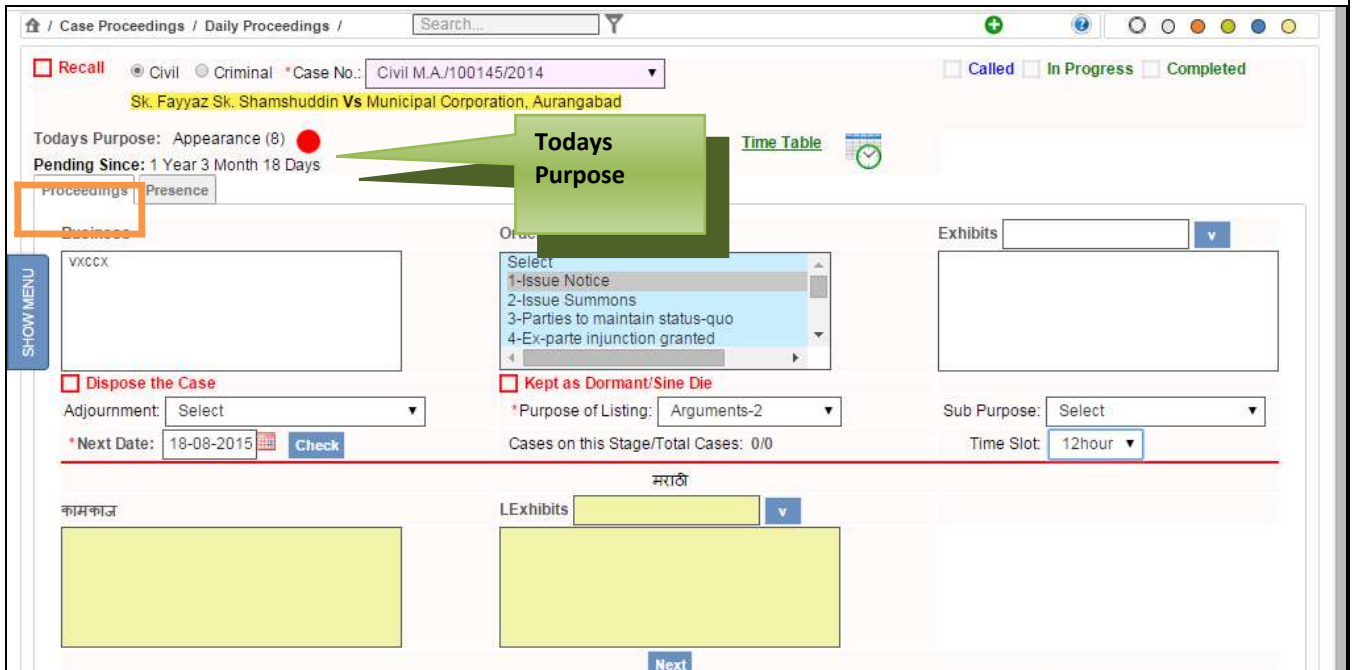 / Case Proceedings / Daily Proceedings / Search...
Recall Civil Criminal *Case No.: Civil M.A./100145/2014 Called In Progress Completed
Sk. Fayyaz Sk. Shamshuddin Vs Municipal Corporation, Aurangabad
Todays Purpose: Appearance (8) Todays Purpose Time Table
Pending Since: 1 Year 3 Month 18 Days
Proceedings Presence
Business Exhibits v
SHOW MENU
vxccx Select
1-Issue Notice
2-Issue Summons
3-Parties to maintain status-quo
4-Ex-parte injunction granted
Dispose the Case Kept as Dormant/Sine Die
Adjournment: Select *Purpose of Listing: Arguments-2 Sub Purpose: Select
*Next Date: 18-08-2015 Check Cases on this Stage/Total Cases: 0/0 Time Slot: 12hour
मराठी
कामकाज LExhibits v
Next